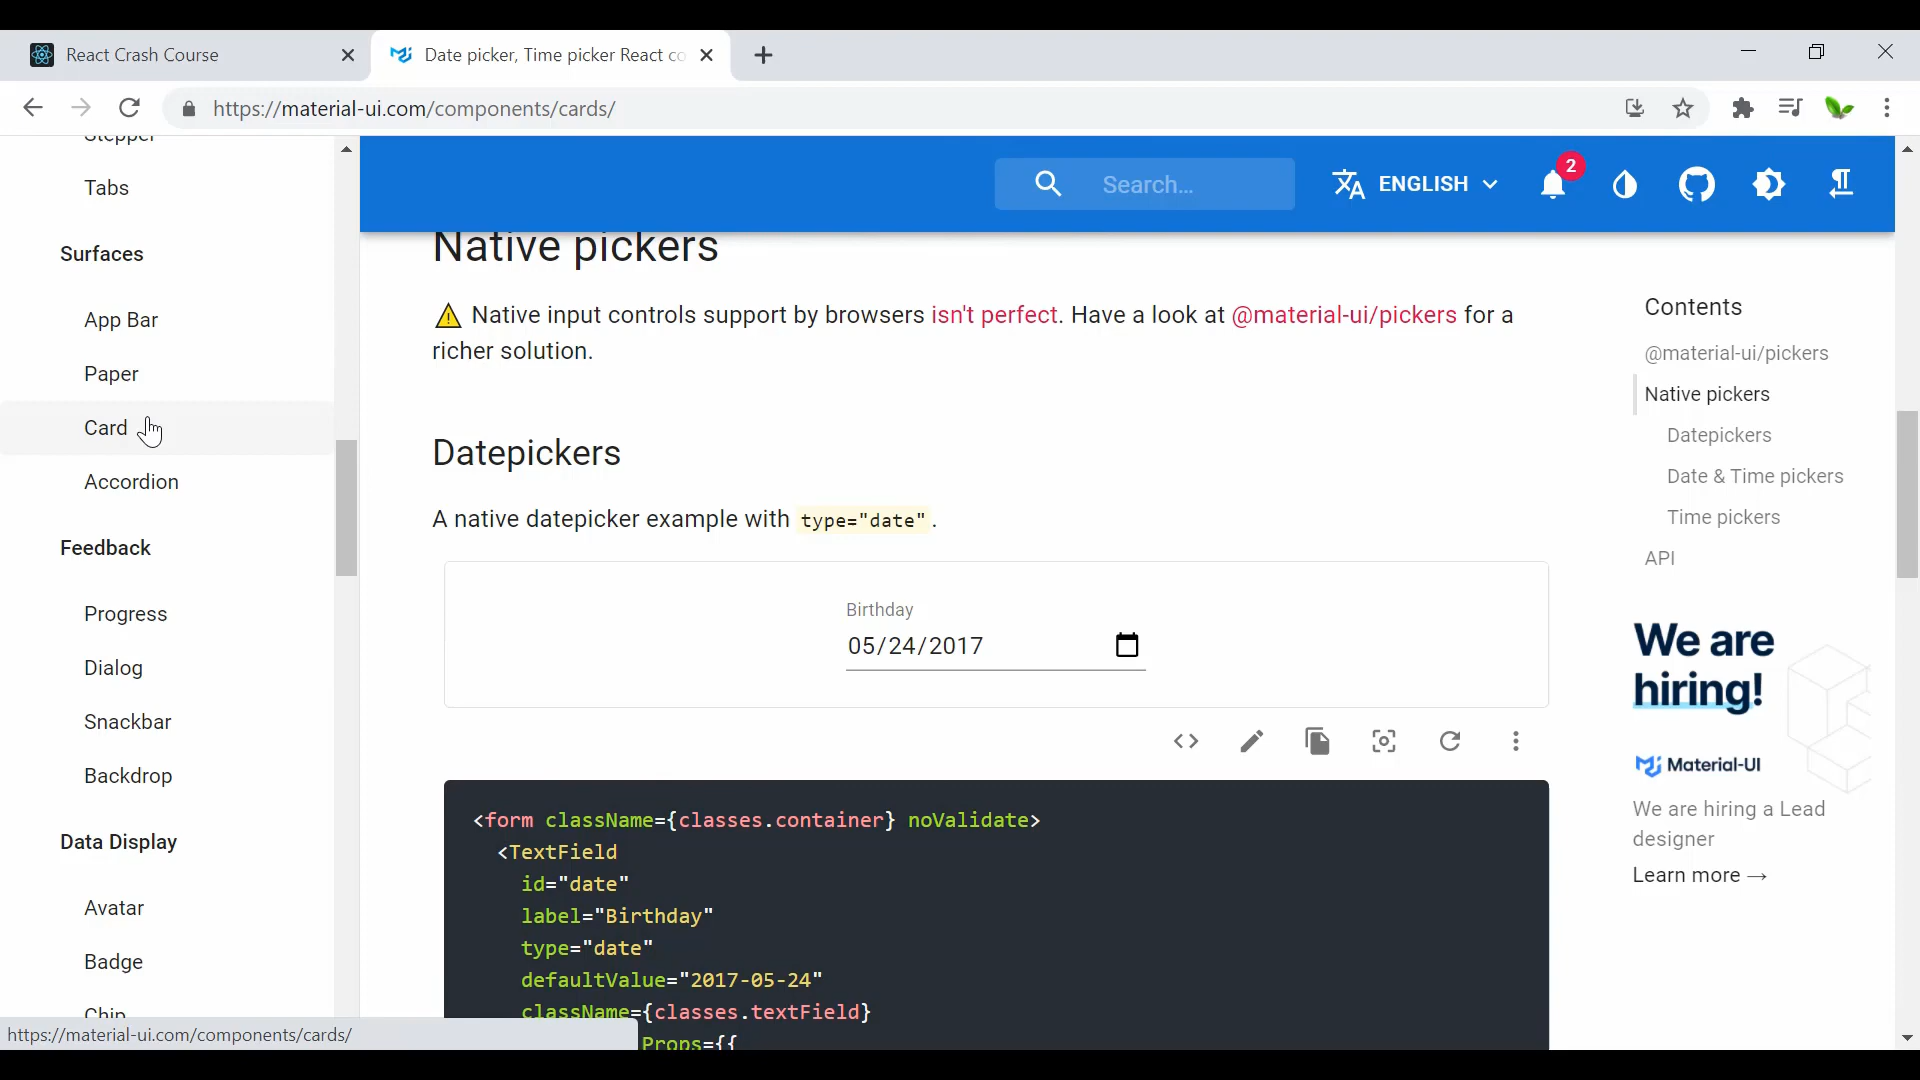 React Crash Course
Date picker, Time picker React co
https://material-ui.com/components/cards/
Stepper
Tabs
Surfaces
App Bar
Paper
Card
Accordion
Feedback
Progress
Dialog
Snackbar
Backdrop
Data Display
Avatar
Badge
Chip
https://material-ui.com/components/cards/
Search…
ENGLISH
2
Native pickers
⚠️ Native input controls support by browsers isn't perfect. Have a look at @material-ui/pickers for a
richer solution.
Datepickers
A native datepicker example with type="date".
Birthday
05/24/2017
<form className={classes.container} noValidate>
<TextField
id="date"
label="Birthday"
type="date"
defaultValue="2017-05-24"
className={classes.textField}
Props={{
Contents
@material-ui/pickers
Native pickers
Datepickers
Date & Time pickers
Time pickers
API
We are
hiring!
Material-UI
We are hiring a Lead
designer
Learn more →